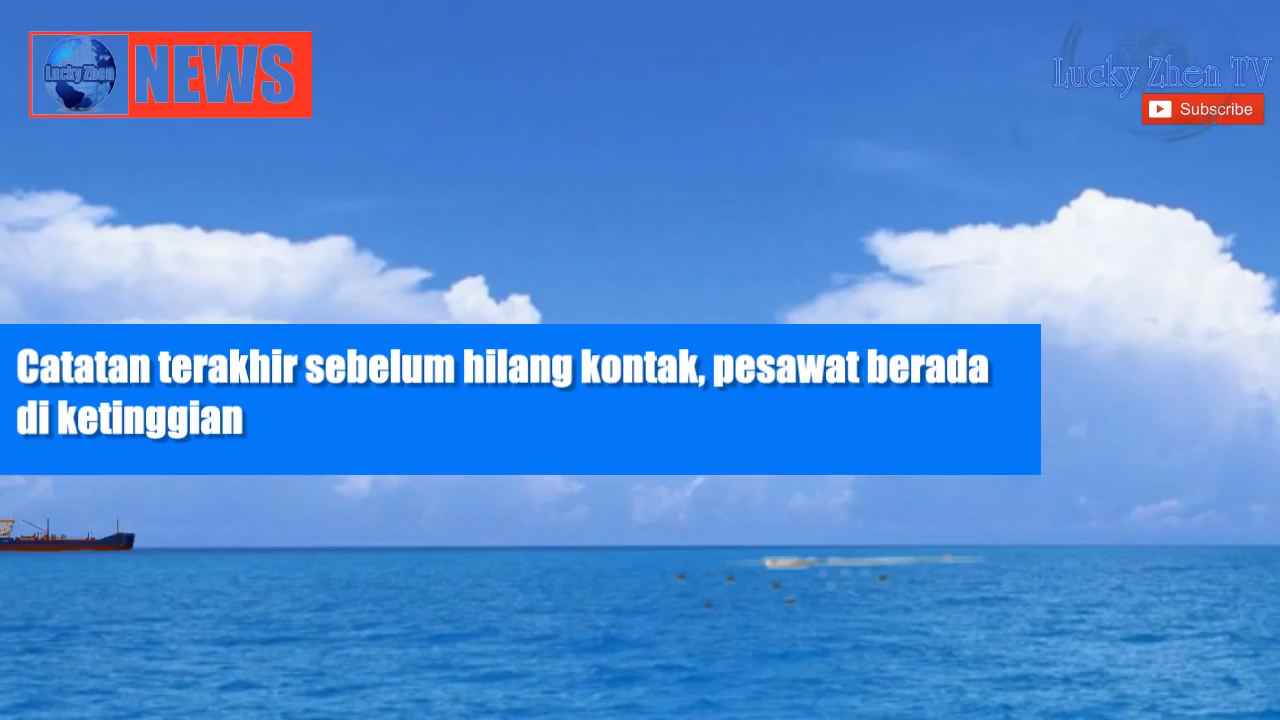 Lucky Zhen
NEWS
Lucky Zhen TV
Subscribe
Catatan terakhir sebelum hilang kontak, pesawat berada
di ketinggian